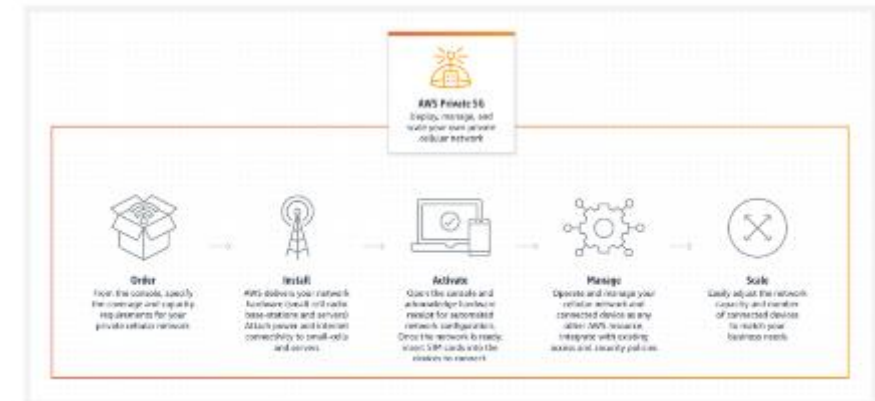 AWS Private 5G
Deploy, manage, and
scale your own private
cellular network
Order
From the console, specify
the coverage and capacity
requirements for your
private cellular network
Install
AWS delivers your network
hardware (small cell radio
base-stations and servers)
Attach power and internet
connectivity to small-cells
and servers
Activate
Open the console and
acknowledge hardware
receipt for automated
network configuration.
Once the network is ready,
insert SIM cards into the
devices to connect
Manage
Operate and manage your
cellular network and
connected device as any
other AWS resource.
Integrate with existing
access and security policies
Scale
Easily adjust the network
capacity and number
of connected devices
to match your
business needs